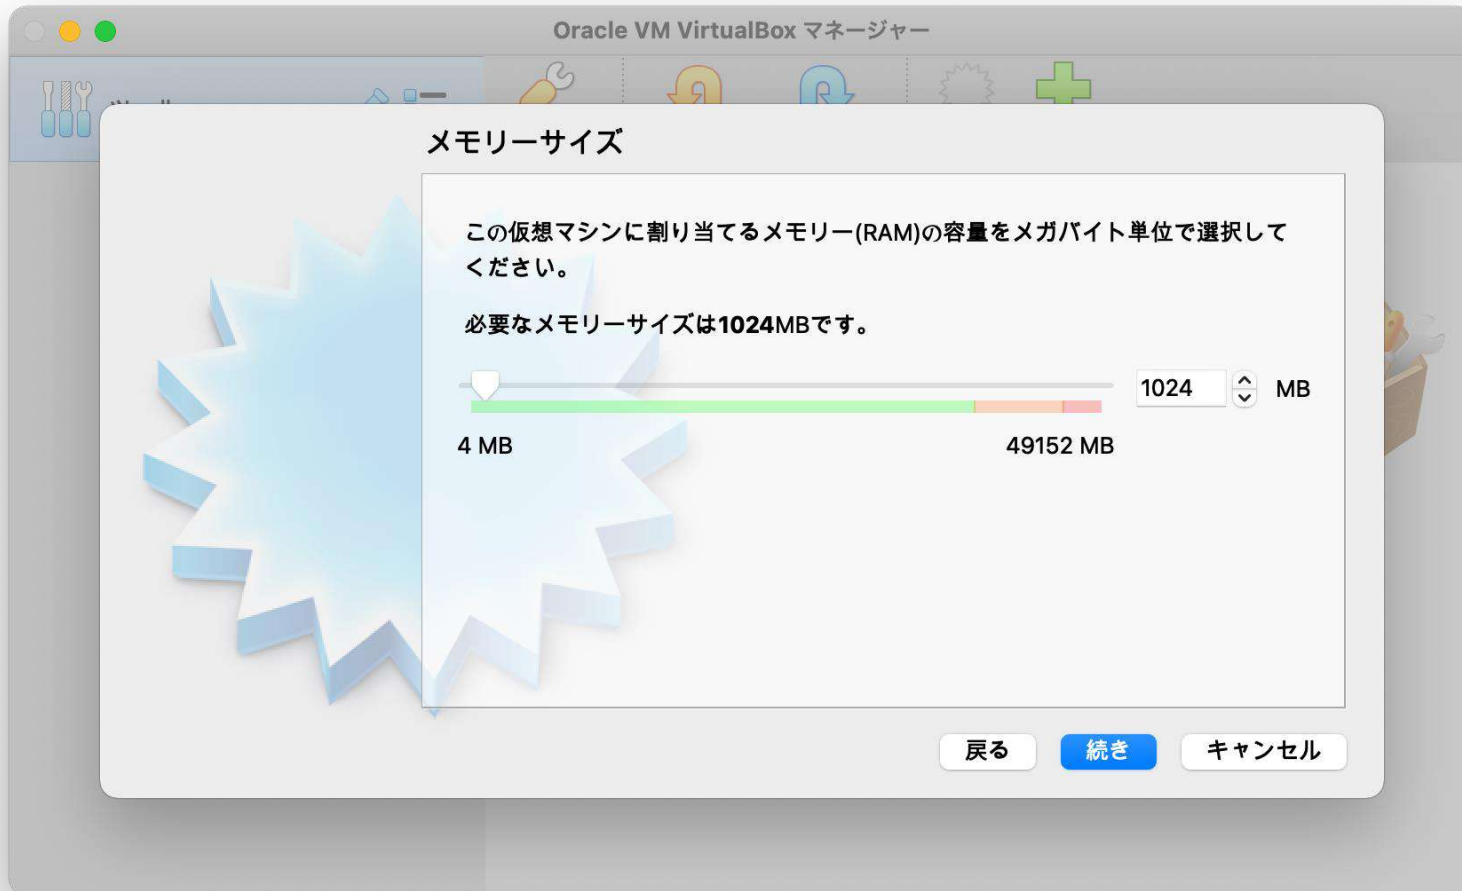 Oracle VM VirtualBox マネージャー
メモリーサイズ
この仮想マシンに割り当てるメモリー(RAM)の容量をメガバイト単位で選択して
ください。
必要なメモリーサイズは1024MBです。
1024 MB
4 MB 49152 MB
戻る 続き キャンセル